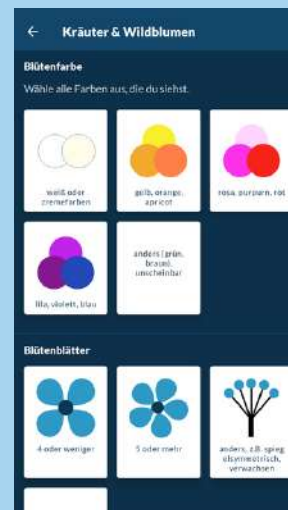 ← Kräuter & Wildblumen
Blütenfarbe
Wähle alle Farben aus, die du siehst.
weiß oder
cremefarben
gelb, orange,
apricot
rosa, purpurn, rot
lila, violett, blau
anders (grün,
braun),
unscheinbar
Blütenblätter
4 oder weniger
5 oder mehr
anders, z.B. spieg
elsymmetrisch,
verwachsen